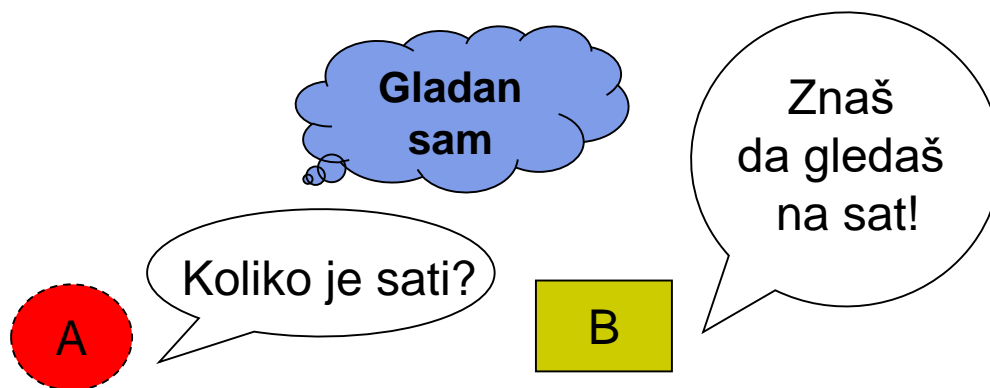 Gladan
sam
Znaš
da gledaš
na sat!
Koliko je sati?
A
B